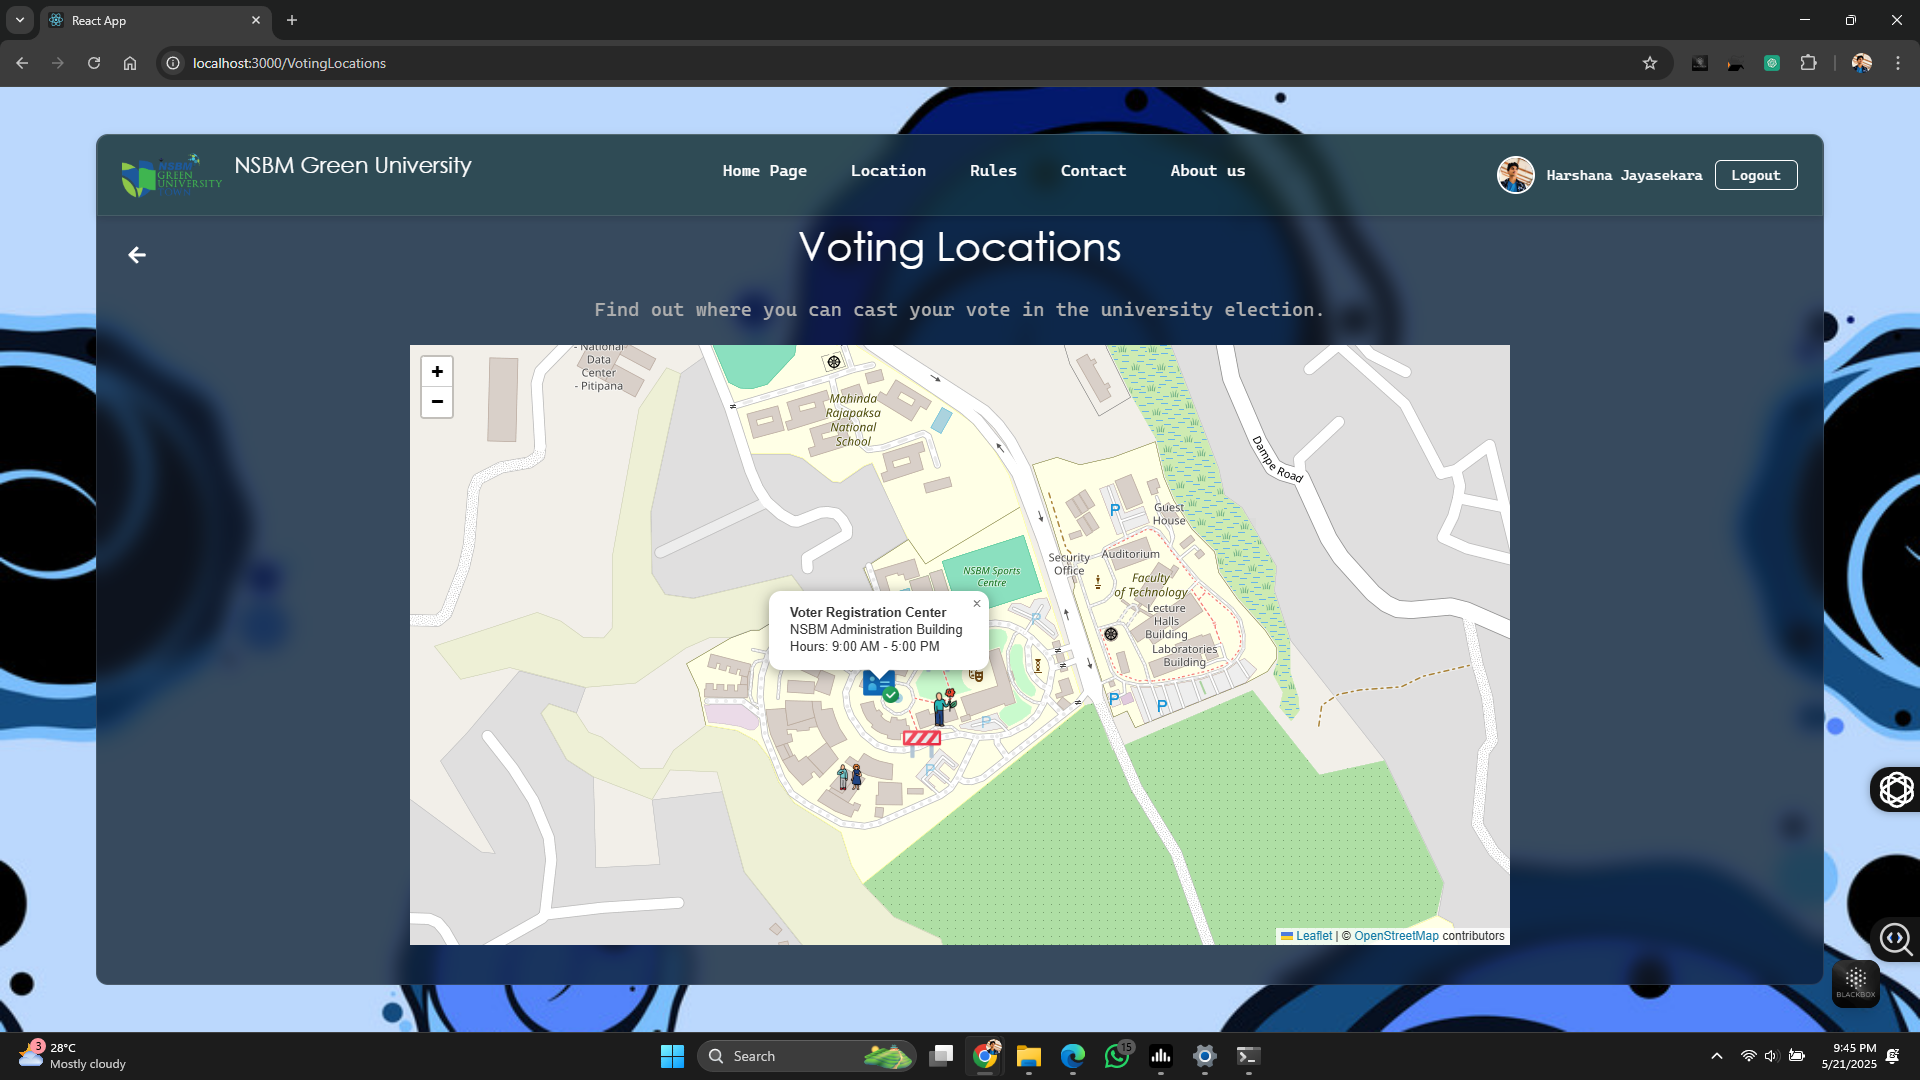 React App
localhost:3000/VotingLocations
NSBM
GREEN
UNIVERSITY
NSBM Green University
Home Page
Location
Rules
Contact
About us
Harshana Jayasekara
Logout
Voting Locations
Find out where you can cast your vote in the university election.
+
−
- National
Data
Center
- Pitipana
Mahinda
Rajapaksa
National
School
Dampe Road
P
Guest
House
Security
Office
Auditorium
Faculty
of Technology
Lecture
Halls
Building
Laboratories
Building
NSBM Sports
Centre
P
Voter Registration Center
NSBM Administration Building
Hours: 9:00 AM - 5:00 PM
×
P
P
P
P
Leaflet | © OpenStreetMap contributors
BLACKBOX
3
28°C
Mostly cloudy
Search
15
9:45 PM
5/21/2025